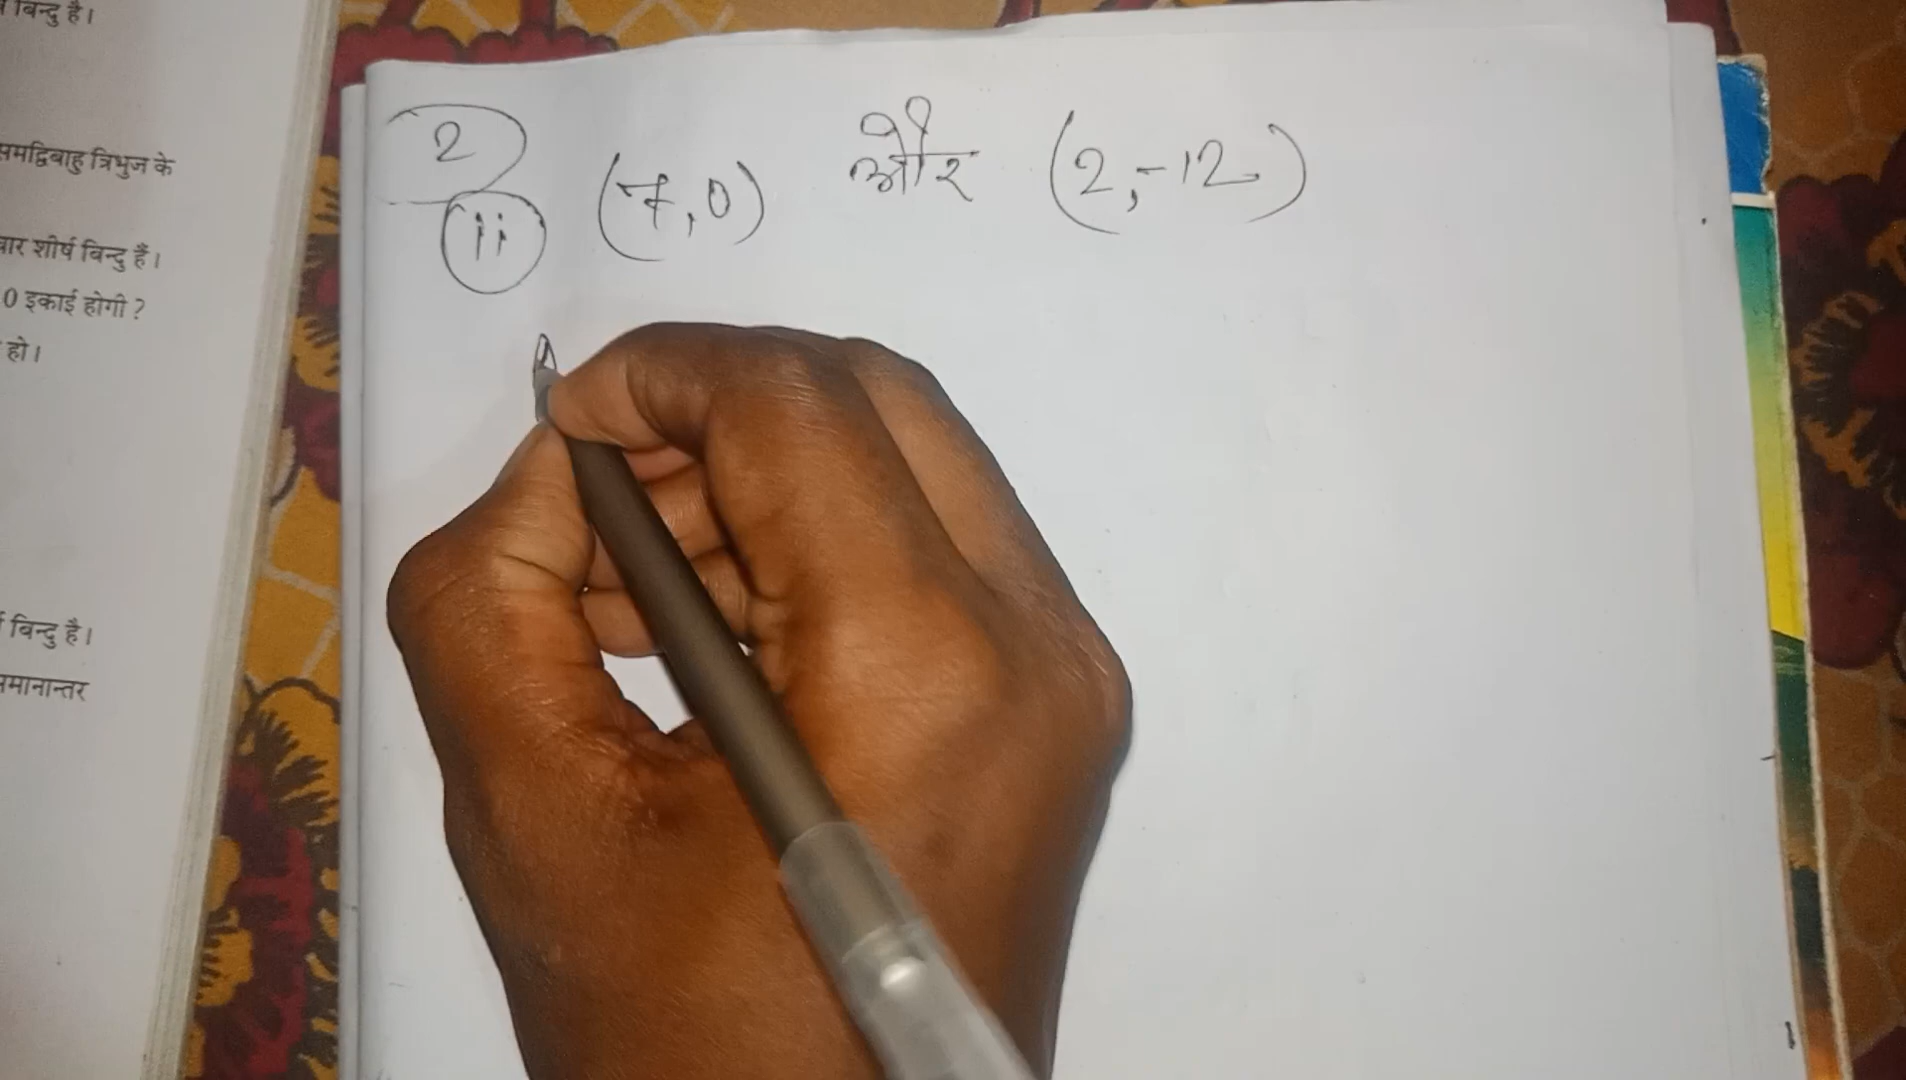 बिन्दु है।
समद्विबाहु त्रिभुज के
शीर्ष बिन्दु हैं।
0 इकाई होगी ?
हो।
बिन्दु है।
समानान्तर
2
ii (7,0) और (2,-12)
A